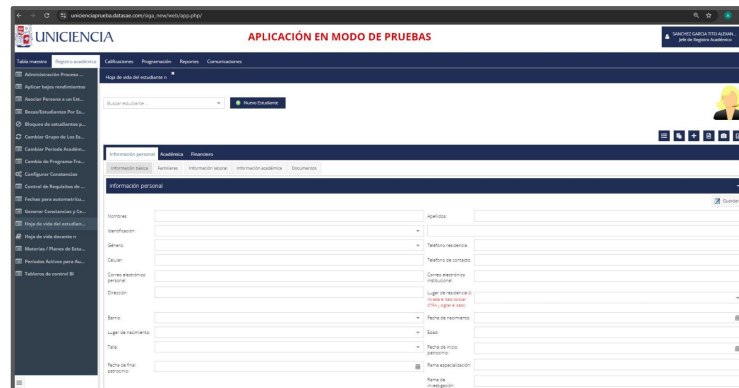 unicienciaprueba.datasae.com/siga_new/web/app.php/
UNICIENCIA
APLICACIÓN EN MODO DE PRUEBAS
SANCHEZ GARCIA TITO ALEXAN...
Jefe de Registro Académico
Tabla maestra Registro académico Calificaciones Programación Reportes Comunicaciones
Administración Proceso ...
Aplicar bajos rendimientos
Asociar Persona a un Est...
Becas/Estudiantes Por Es...
Bloqueo de estudiantes p...
Cambiar Grupo de Los Es...
Cambiar Periodo Académ...
Cambio de Programa Tra...
Configurar Constancias
Control de Requisitos de ...
Fechas para autometricu...
Generar Constancias y Ce...
Hoja de vida del estudian...
Hoja de vida docente n
Materias / Planes de Estu...
Periodos Activos para Au...
Tableros de control BI
Hoja de vida del estudiante n
Buscar estudiante ...
Nuevo Estudiante
Información personal Académica Financiero
Información básica Familiares Información laboral Información académica Documentos
Información personal
Guardar
Nombres: Apellidos:
Identificación:
Género: Teléfono residencia:
Celular: Teléfono de contacto:
Correo electrónico personal: Correo electrónico institucional:
Dirección: Lugar de residencia
Barrio: Fecha de nacimiento:
Lugar de nacimiento: Edad:
Talla: Fecha de inicio patrocinio:
Fecha de final patrocinio: Rama especialización:
Rama de investigación: